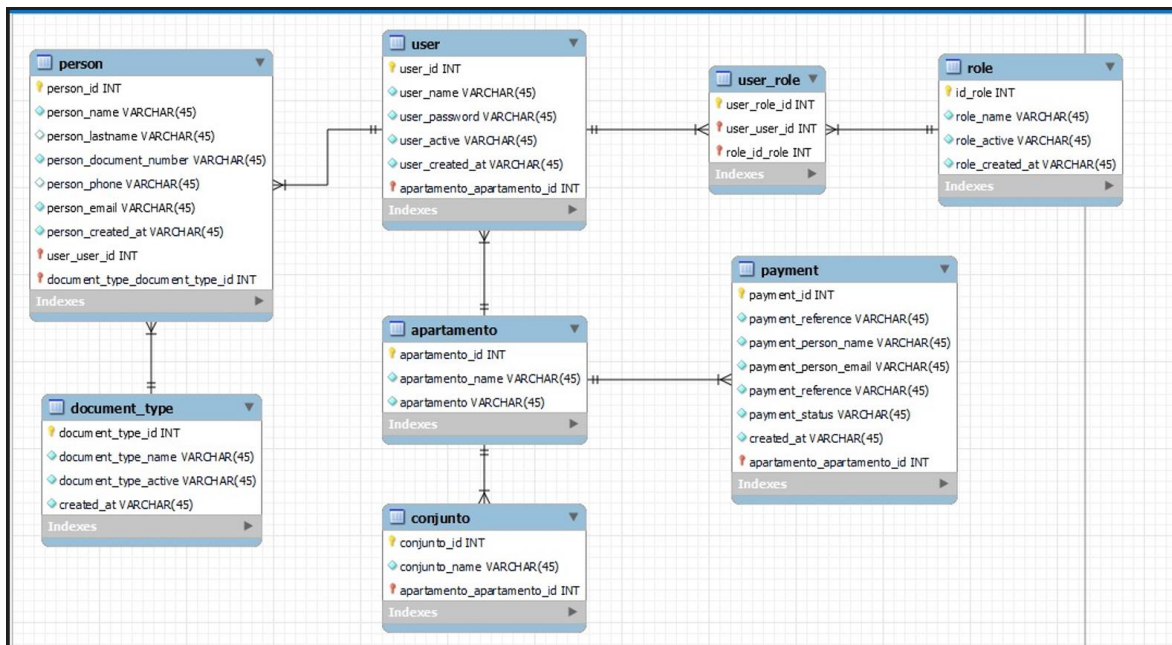 person
person_id INT
person_name VARCHAR(45)
person_lastname VARCHAR(45)
person_document_number VARCHAR(45)
person_phone VARCHAR(45)
person_email VARCHAR(45)
person_created_at VARCHAR(45)
user_user_id INT
document_type_document_type_id INT
Indexes
user
user_id INT
user_name VARCHAR(45)
user_password VARCHAR(45)
user_active VARCHAR(45)
user_created_at VARCHAR(45)
apartamento_apartamento_id INT
Indexes
user_role
user_role_id INT
user_user_id INT
role_id_role INT
Indexes
role
id_role INT
role_name VARCHAR(45)
role_active VARCHAR(45)
role_created_at VARCHAR(45)
Indexes
document_type
document_type_id INT
document_type_name VARCHAR(45)
document_type_active VARCHAR(45)
created_at VARCHAR(45)
Indexes
apartamento
apartamento_id INT
apartamento_name VARCHAR(45)
apartamento VARCHAR(45)
Indexes
payment
payment_id INT
payment_reference VARCHAR(45)
payment_person_name VARCHAR(45)
payment_person_email VARCHAR(45)
payment_reference VARCHAR(45)
payment_status VARCHAR(45)
created_at VARCHAR(45)
apartamento_apartamento_id INT
Indexes
conjunto
conjunto_id INT
conjunto_name VARCHAR(45)
apartamento_apartamento_id INT
Indexes